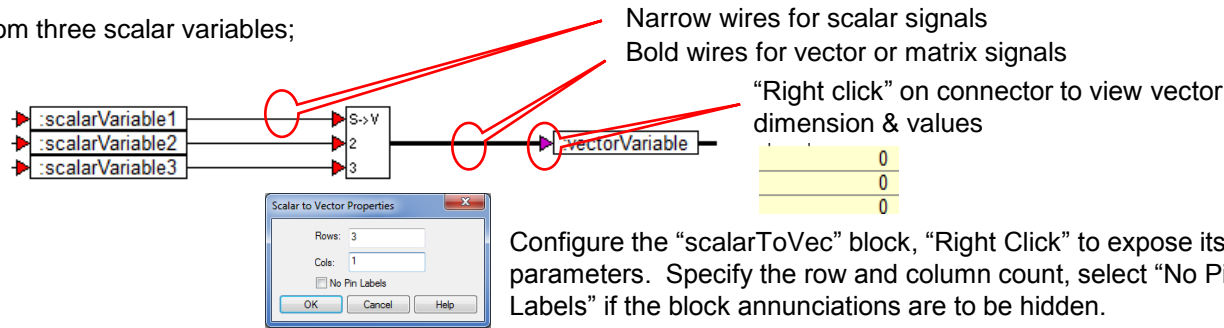 om three scalar variables;
Narrow wires for scalar signals
Bold wires for vector or matrix signals
“Right click” on connector to view vector
dimension & values
:scalarVariable1
:scalarVariable2
:scalarVariable3
S->V
2
3
:vectorVariable
0
0
0
Scalar to Vector Properties
Rows: 3
Cols: 1
No Pin Labels
OK Cancel Help
Configure the “scalarToVec” block, “Right Click” to expose its
parameters. Specify the row and column count, select “No Pi
Labels” if the block annunciations are to be hidden.